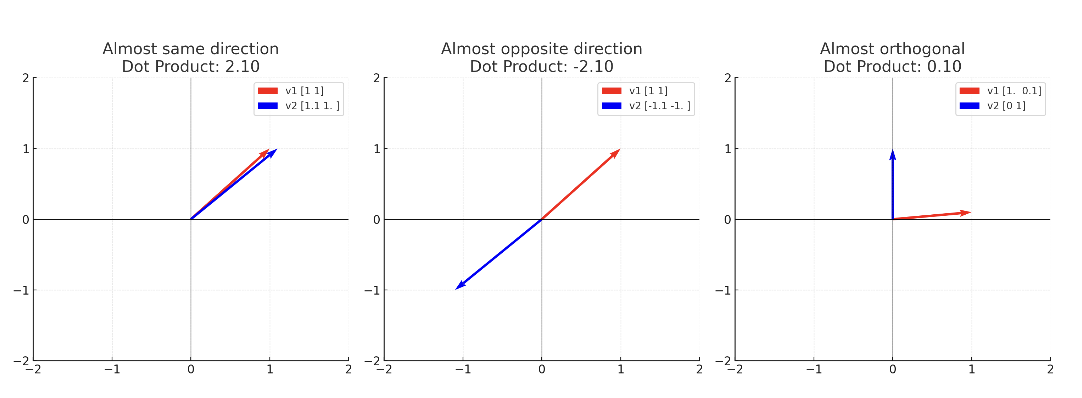 Almost same direction
Dot Product: 2.10
2
1
0
−1
−2
−2
−1
0
1
2
v1 [1 1]
v2 [1.1 1. ]
Almost opposite direction
Dot Product: -2.10
2
1
0
−1
−2
−2
−1
0
1
2
v1 [1 1]
v2 [-1.1 -1. ]
Almost orthogonal
Dot Product: 0.10
2
1
0
−1
−2
−2
−1
0
1
2
v1 [1.  0.1]
v2 [0 1]